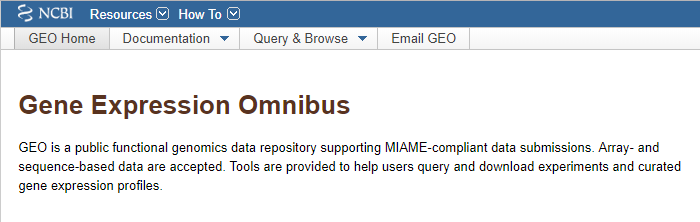 NCBI Resources How To
GEO Home Documentation Query & Browse Email GEO
Gene Expression Omnibus
GEO is a public functional genomics data repository supporting MIAME-compliant data submissions. Array- and
sequence-based data are accepted. Tools are provided to help users query and download experiments and curated
gene expression profiles.